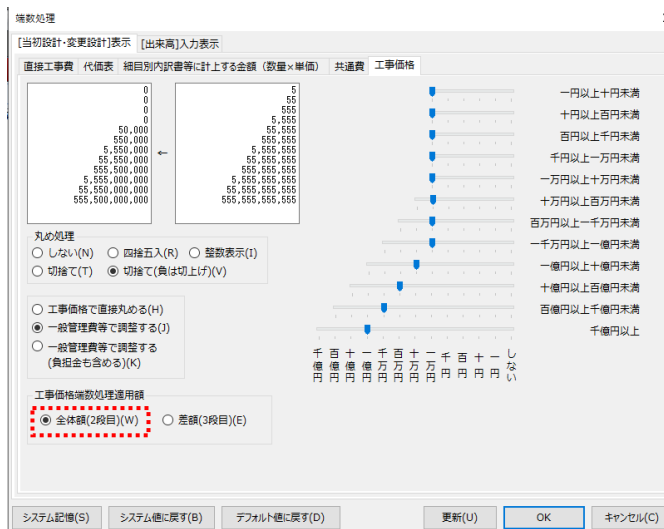 端数処理
[当初設計・変更設計]表示 [出来高]入力表示
直接工事費 代価表 細目別内訳書等に計上する金額（数量×単価） 共通費 工事価格
0
0
0
0
50,000
550,000
5,550,000
55,550,000
555,500,000
5,555,000,000
55,550,000,000
555,500,000,000
←
5
55
555
5,555
55,555
555,555
5,555,555
55,555,555
555,555,555
5,555,555,555
55,555,555,555
555,555,555,555
一円以上十円未満
十円以上百円未満
百円以上千円未満
千円以上一万円未満
一万円以上十万円未満
十万円以上百万円未満
百万円以上一千万円未満
一千万円以上一億円未満
一億円以上十億円未満
十億円以上百億円未満
百億円以上千億円未満
千億円以上
千億円 百億円 十億円 一億円 千万円 百万円 十万円 一万円 千円 百円 十円 一円 しない
丸め処理
しない(N) 四捨五入(R) 整数表示(I)
切捨て(T) 切捨て(負は切上げ)(V)
工事価格で直接丸める(H)
一般管理費等で調整する(J)
一般管理費等で調整する
(負担金も含める)(K)
工事価格端数処理適用額
全体額(2段目)(W) 差額(3段目)(E)
システム記憶(S) システム値に戻す(B) デフォルト値に戻す(D) 更新(U) OK キャンセル(C)